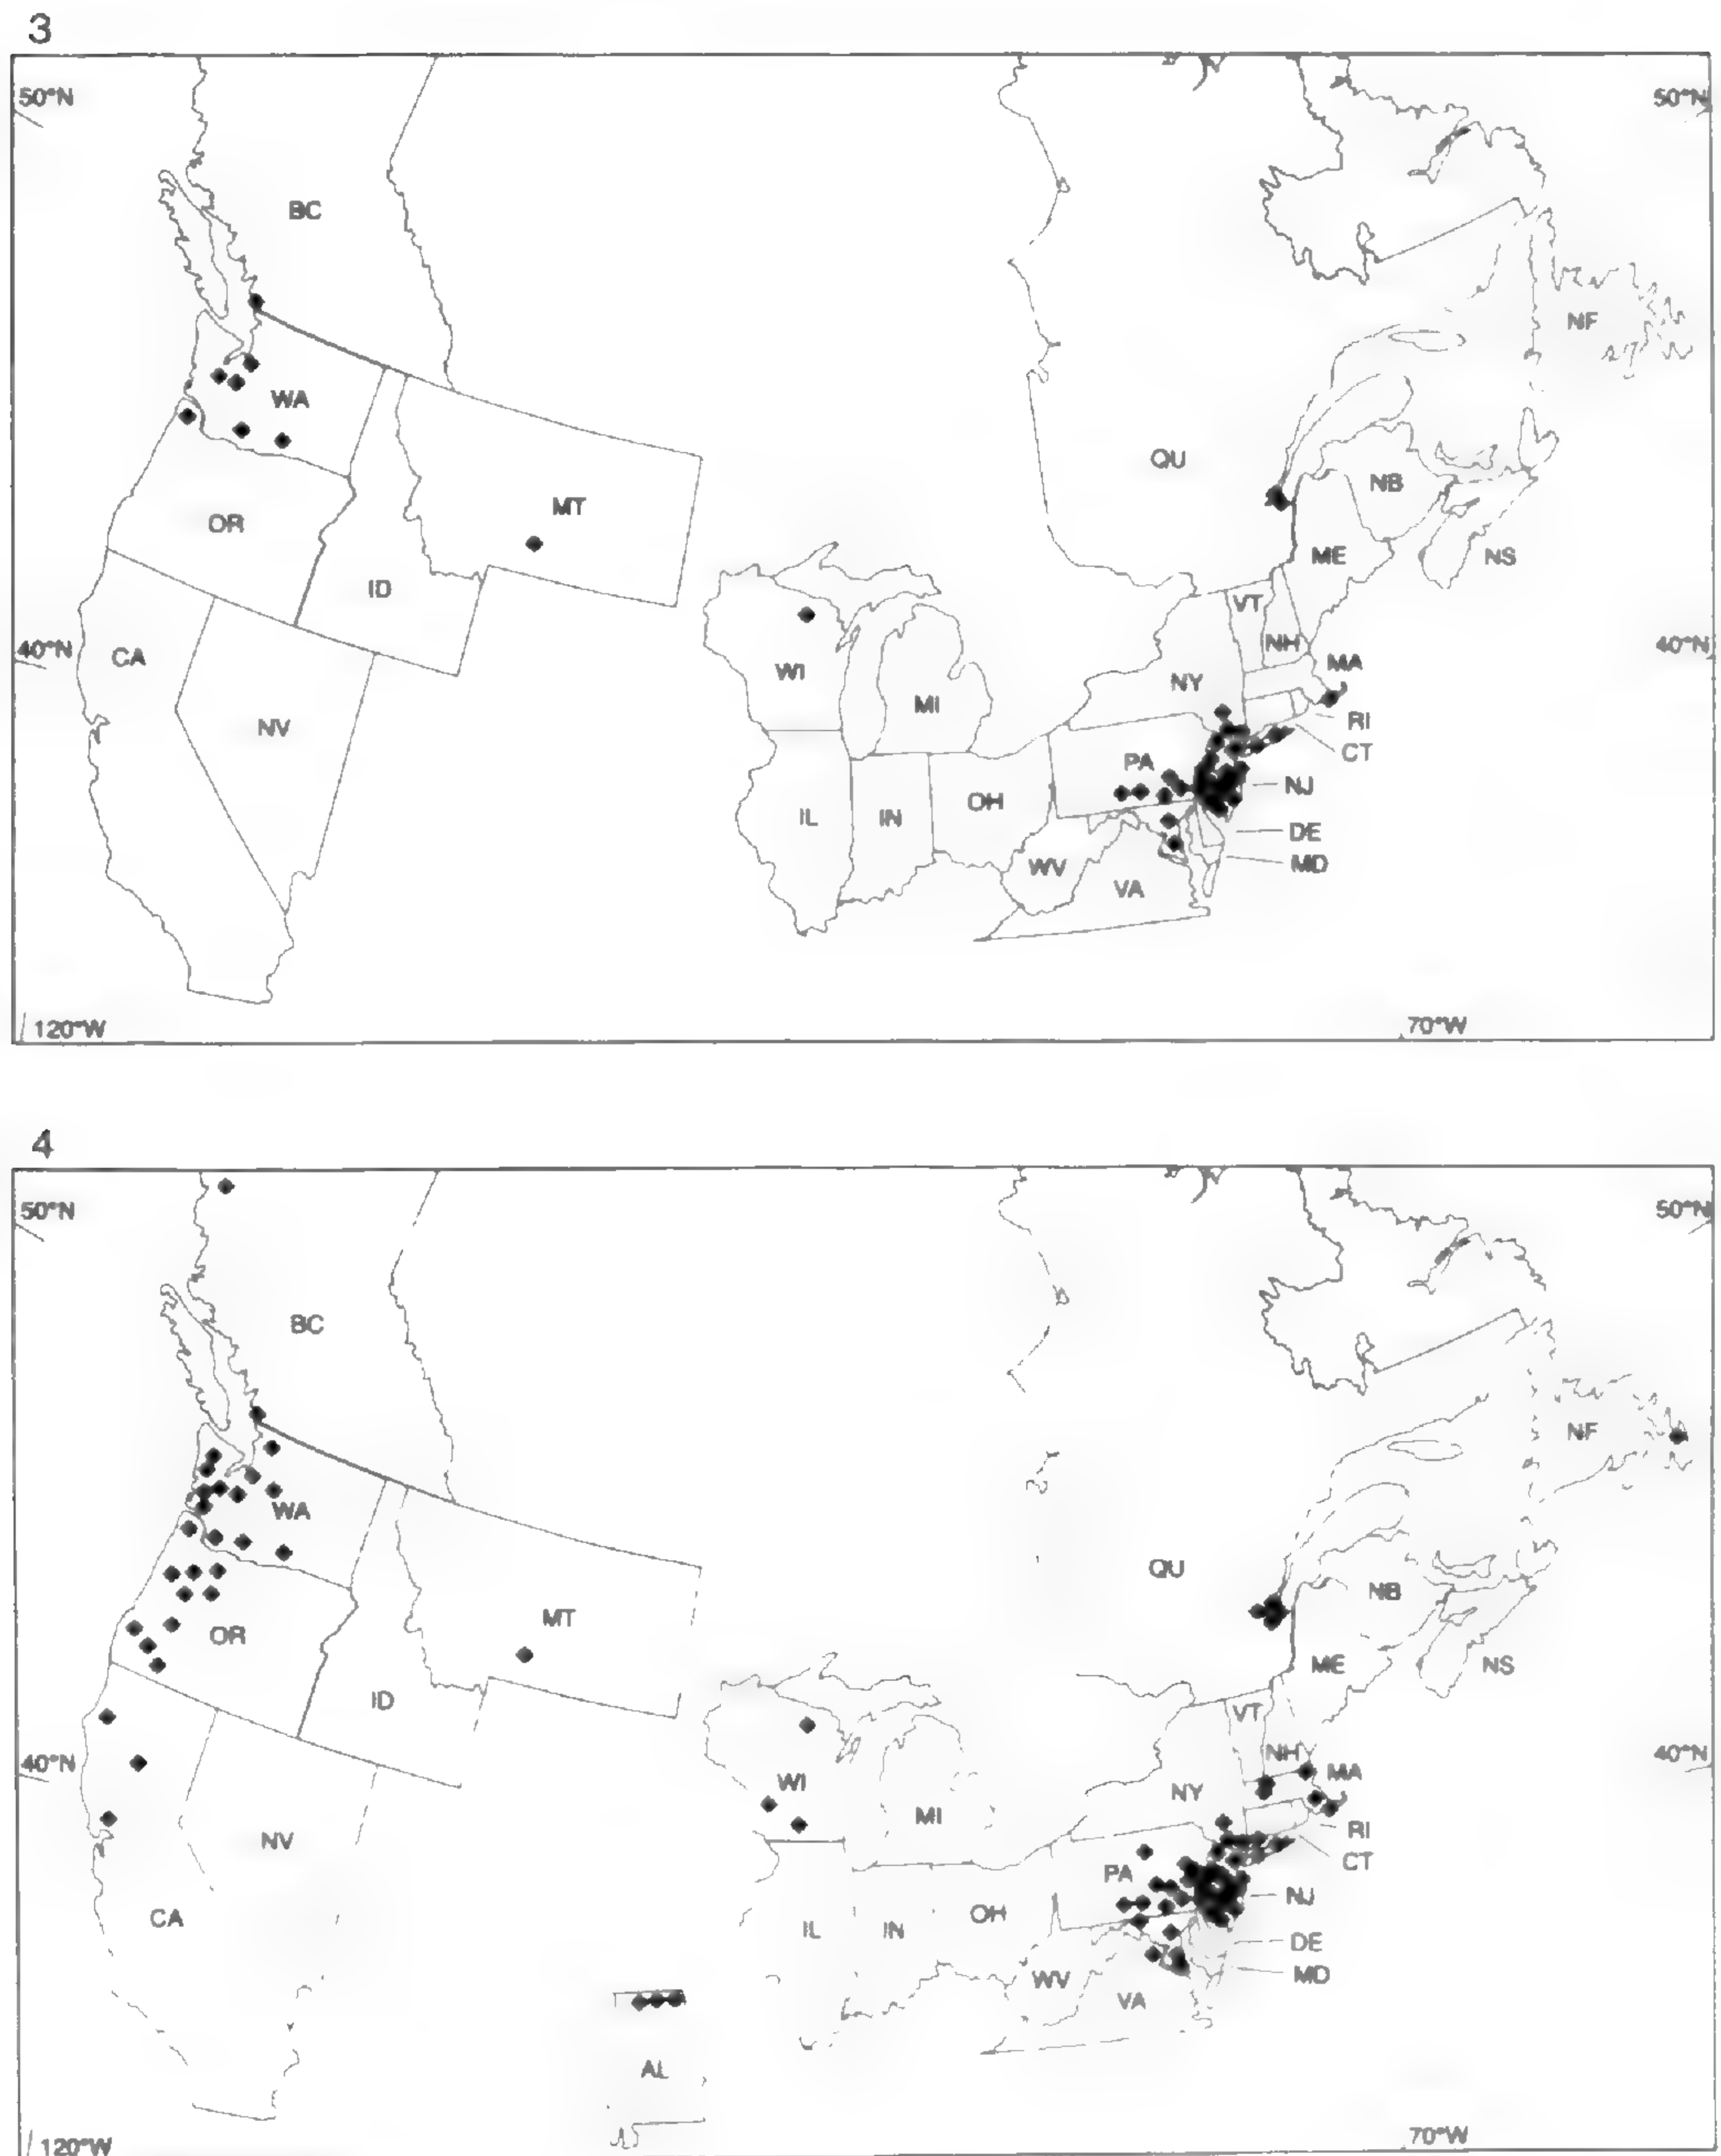 3
50°N 50°N
BC
NF
WA
QU
NB
MT
OR
ME NS
ID
VT
NH
40°N 40°N
CA
MA
WI
NY
MI
RI
NV
CT
PA
NJ
OH
IL IN
DE
MD
WV
VA
120°W 70°W
4
50°N 50°N
BC
NF
WA
QU
NB
MT
OR
ME NS
ID
VT
NH
40°N 40°N
MA
WI
NY
MI
RI
NV
CT
PA
NJ
OH
CA
IL IN
DE
MD
WV
VA
AL
120°W 70°W